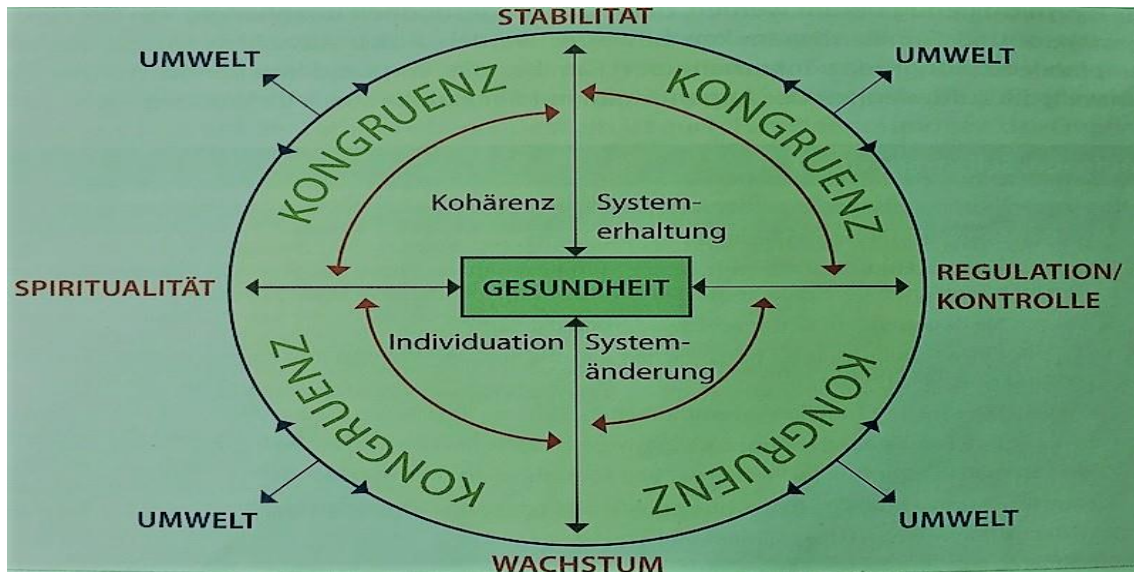 STABILITÄT
UMWELT
UMWELT
KONGRUENZ
KONGRUENZ
Kohärenz
System-
erhaltung
SPIRITUALITÄT
GESUNDHEIT
REGULATION/
KONTROLLE
Individuation
System-
änderung
KONGRUENZ
KONGRUENZ
UMWELT
UMWELT
WACHSTUM